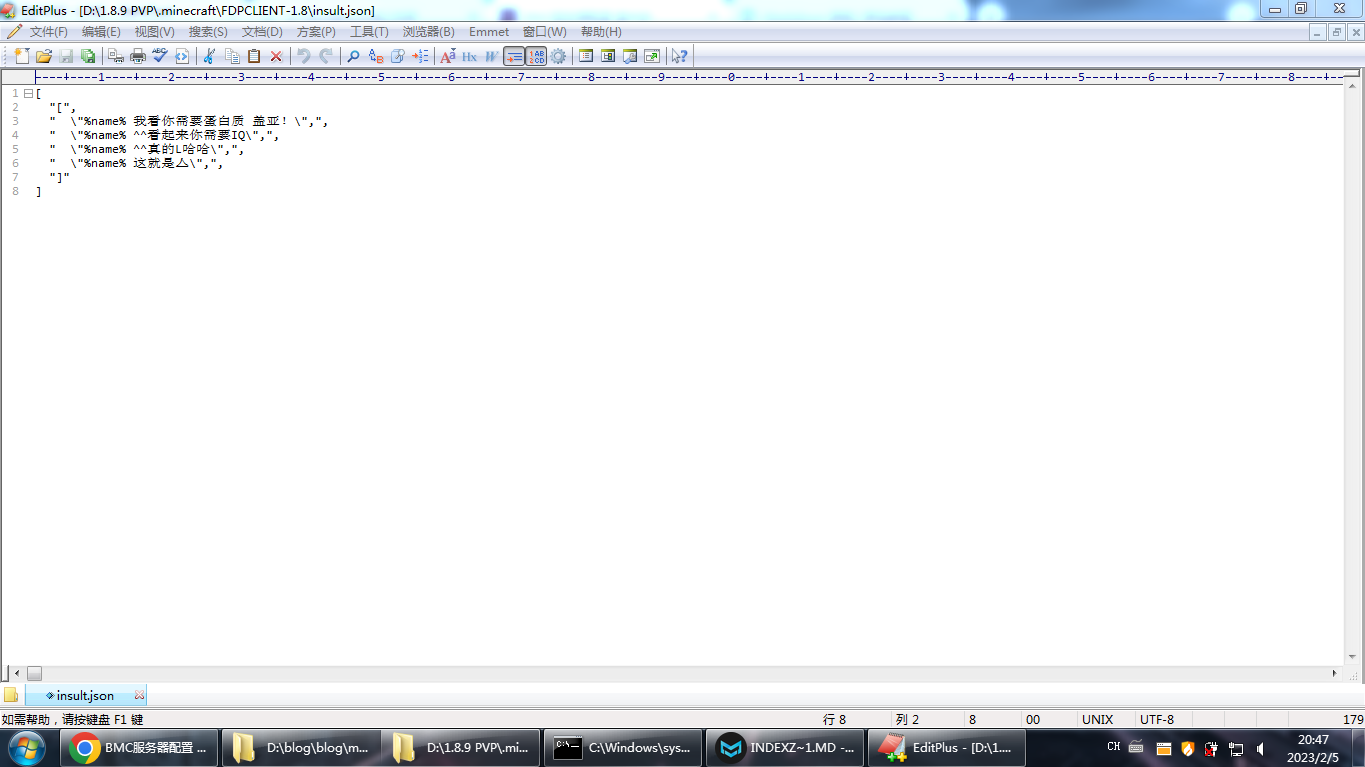 EditPlus - [D:\1.8.9 PVP\.minecraft\FDPCLIENT-1.8\insult.json]
文件(F) 编辑(E) 视图(V) 搜索(S) 文档(D) 方案(P) 工具(T) 浏览器(B) Emmet 窗口(W) 帮助(H)
----+----1----+----2----+----3----+----4----+----5----+----6----+----7----+----8----+----9----+----0----+----1----+----2----+----3----+----4----+----5----+----6----+----7----+----8----+--
1 [
2 "[",
3 "  \"%name% 我看你需要蛋白质 盖亚！\",",
4 "  \"%name% ^^看起来你需要IQ\",",
5 "  \"%name% ^^真的L哈哈\",",
6 "  \"%name% 这就是亼\",",
7 "]"
8 ]
insult.json
如需帮助，请按键盘 F1 键 行 8 列 2 8 00 UNIX UTF-8 179
BMC服务器配置 ... D:\blog\blog\m... D:\1.8.9 PVP\.mi... C:\Windows\sys... INDEXZ~1.MD -... EditPlus - [D:\1.... CH 20:47
2023/2/5